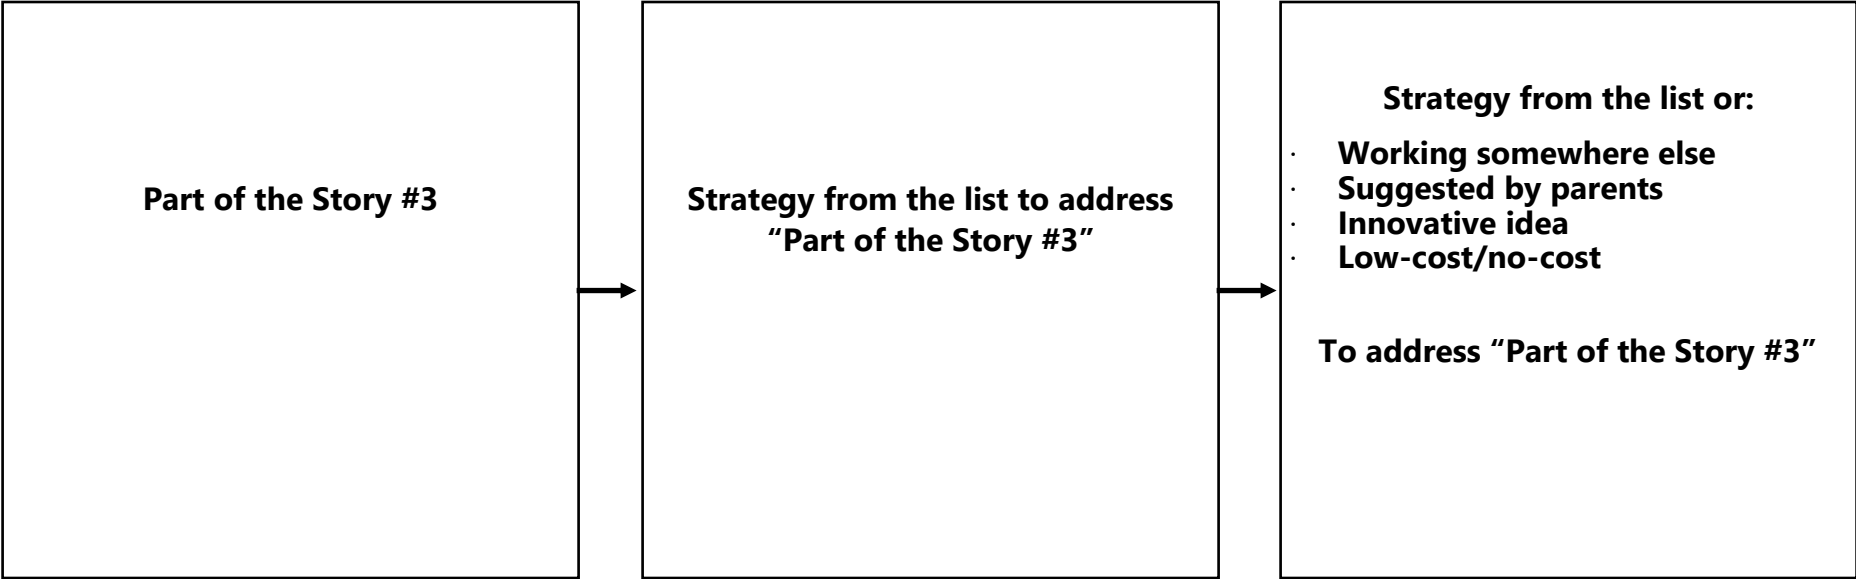 Part of the Story #3
Strategy from the list to address
“Part of the Story #3”
Strategy from the list or:
· Working somewhere else
· Suggested by parents
· Innovative idea
· Low-cost/no-cost
To address “Part of the Story #3”